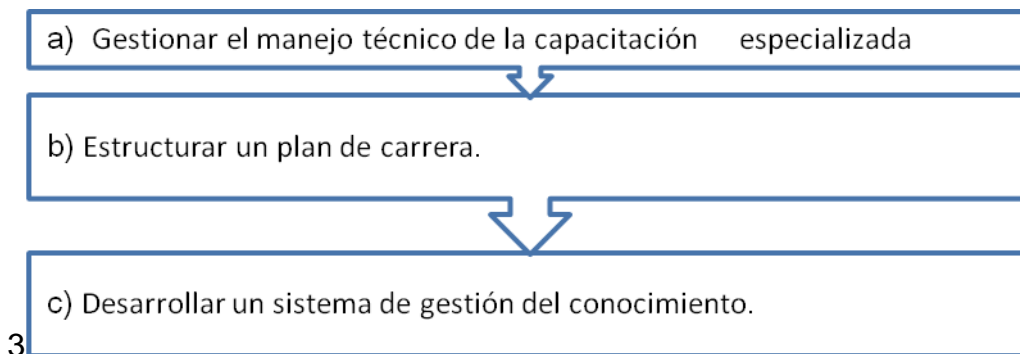 a) Gestionar el manejo técnico de la capacitación especializada
b) Estructurar un plan de carrera.
c) Desarrollar un sistema de gestión del conocimiento.
3